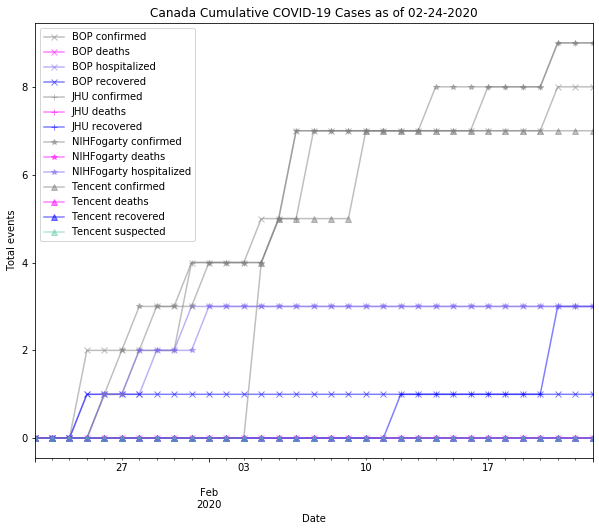 Canada Cumulative COVID-19 Cases as of 02-24-2020
BOP confirmed
BOP deaths
BOP hospitalized
BOP recovered
JHU confirmed
JHU deaths
JHU recovered
NIHFogarty confirmed
NIHFogarty deaths
NIHFogarty hospitalized
Tencent confirmed
Tencent deaths
Tencent recovered
Tencent suspected
Total events
8
6
4
2
0
27
03
10
17
Feb
2020
Date